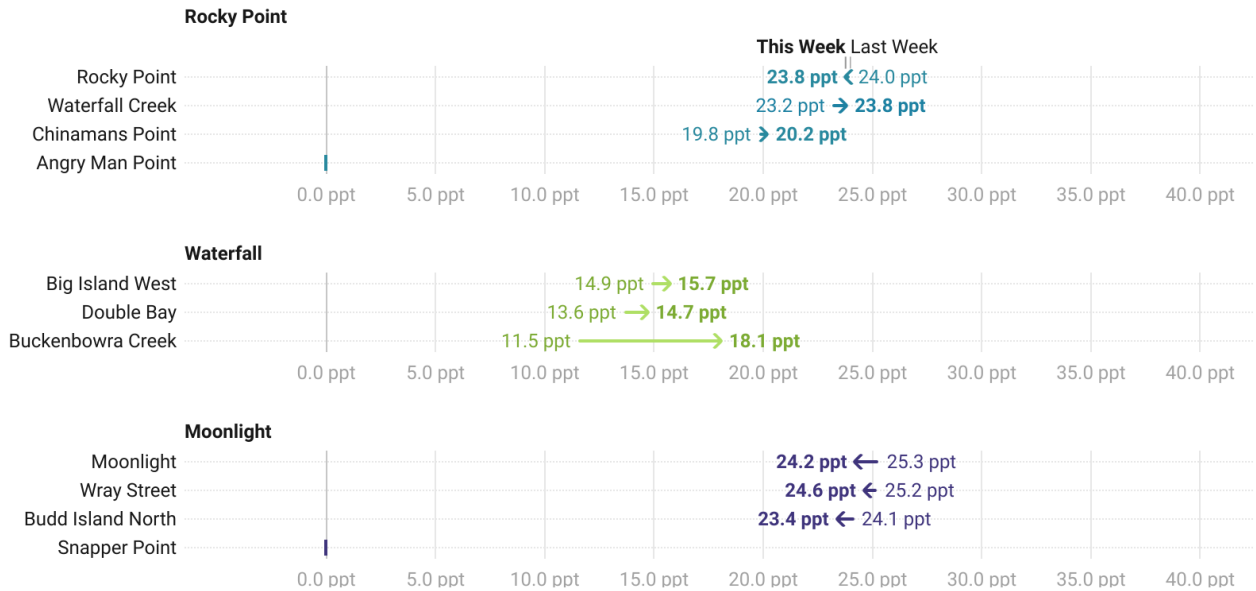 Rocky Point
This Week Last Week
Rocky Point 23.8 ppt 24.0 ppt
Waterfall Creek 23.2 ppt 23.8 ppt
Chinamans Point 19.8 ppt 20.2 ppt
Angry Man Point
0.0 ppt 5.0 ppt 10.0 ppt 15.0 ppt 20.0 ppt 25.0 ppt 30.0 ppt 35.0 ppt 40.0 ppt
Waterfall
Big Island West 14.9 ppt 15.7 ppt
Double Bay 13.6 ppt 14.7 ppt
Buckenbowra Creek 11.5 ppt 18.1 ppt
0.0 ppt 5.0 ppt 10.0 ppt 15.0 ppt 20.0 ppt 25.0 ppt 30.0 ppt 35.0 ppt 40.0 ppt
Moonlight
Moonlight 24.2 ppt 25.3 ppt
Wray Street 24.6 ppt 25.2 ppt
Budd Island North 23.4 ppt 24.1 ppt
Snapper Point
0.0 ppt 5.0 ppt 10.0 ppt 15.0 ppt 20.0 ppt 25.0 ppt 30.0 ppt 35.0 ppt 40.0 ppt